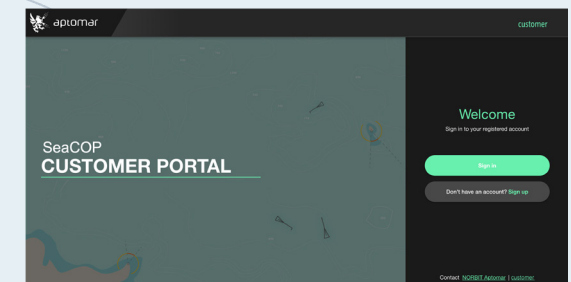 aptomar
customer
SeaCOP
CUSTOMER PORTAL
Welcome
Sign in to your registered account
Sign in
Don't have an account? Sign up
Contact NORBIT Aptomar | customer